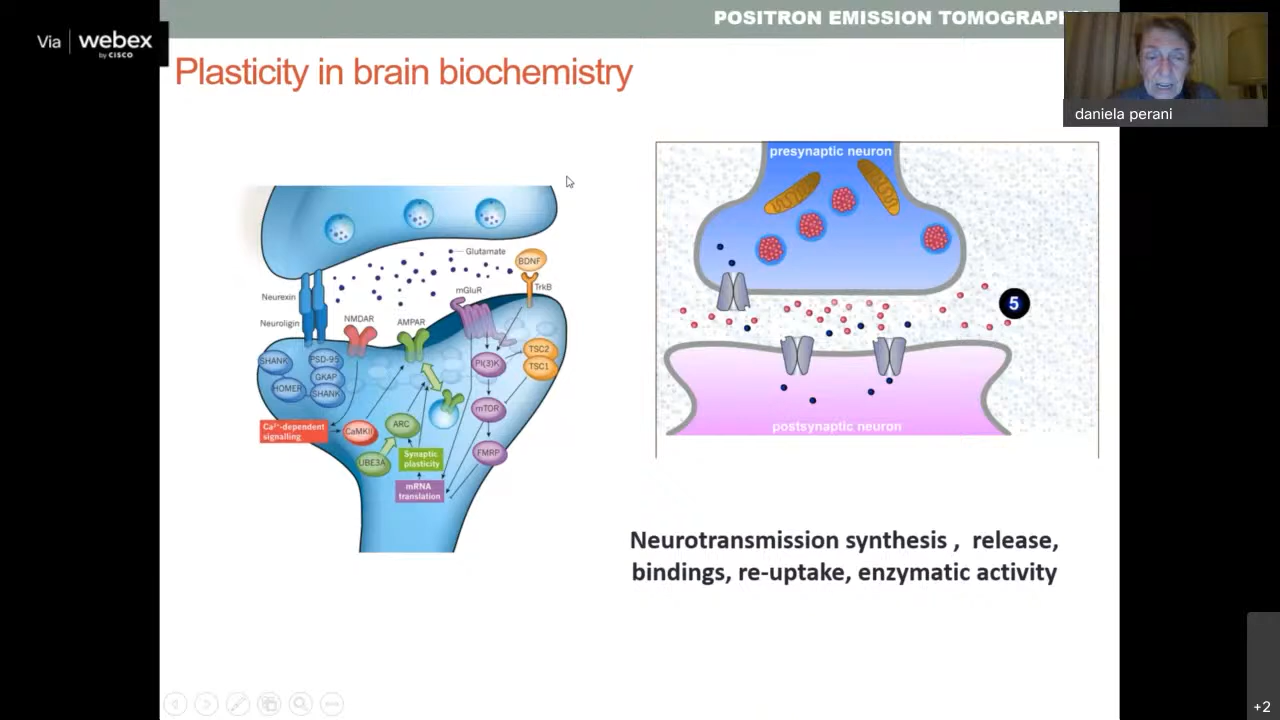 POSITRON EMISSION TOMOGRAPH
Via | webex
by CISCO
Plasticity in brain biochemistry
daniela perani
presynaptic neuron
Glutamate
BDNF
mGluR
TrkB
Neurexin
Neuroligin
NMDAR
AMPAR
SHANK
PSD-95
GKAP
HOMER
SHANK
PI(3)K
TSC2
TSC1
mTOR
Ca²⁺-dependent
signalling
CaMKII
ARC
UBE3A
Synaptic
plasticity
FMRP
mRNA
translation
5
postsynaptic neuron
Neurotransmission synthesis , release,
bindings, re-uptake, enzymatic activity
+2